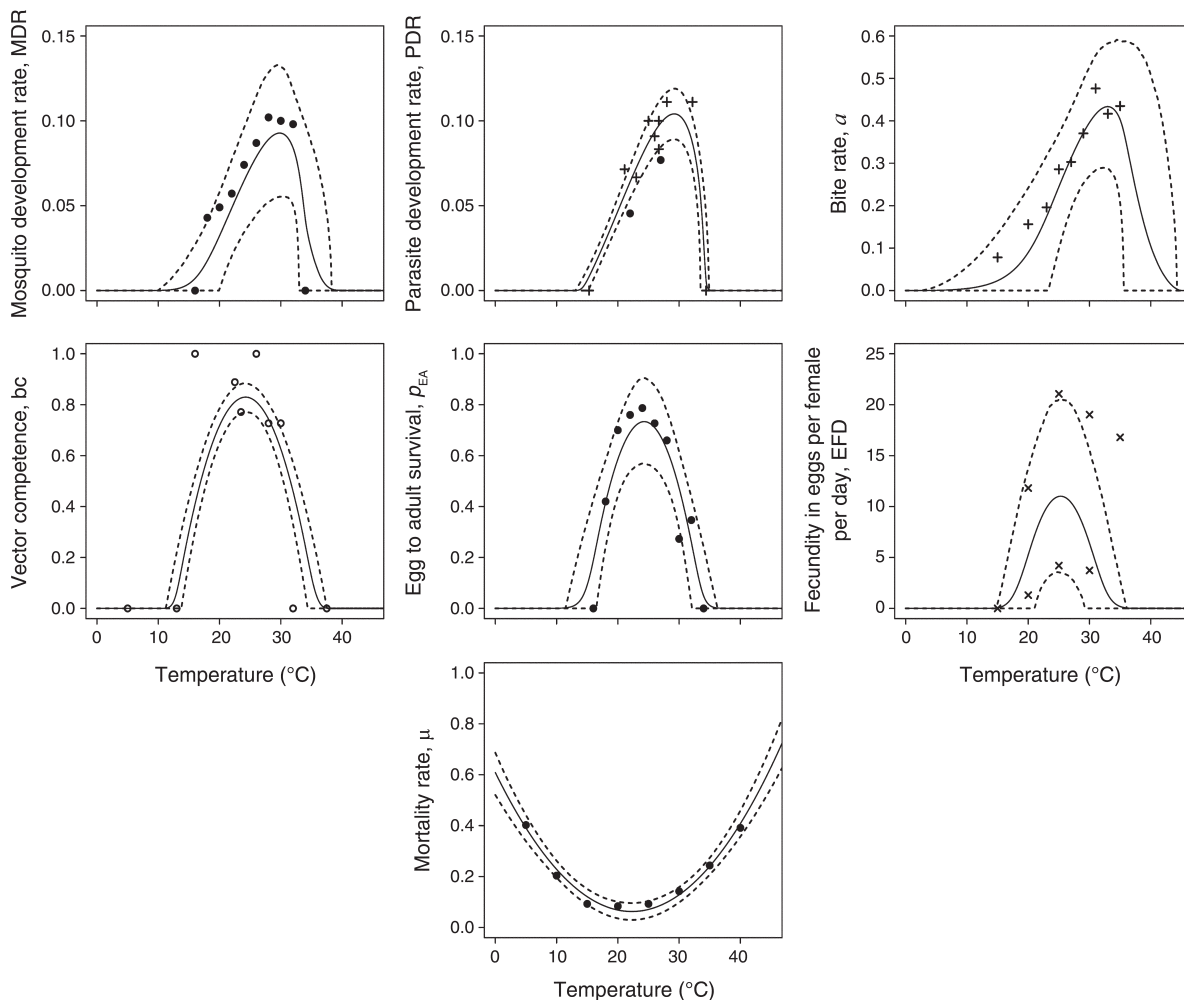 Mosquito development rate, MDR
0.15
0.10
0.05
0.00
Parasite development rate, PDR
0.15
0.10
0.05
0.00
Bite rate, a
0.6
0.5
0.4
0.3
0.2
0.1
0.0
Vector competence, bc
1.0
0.8
0.6
0.4
0.2
0.0
0 10 20 30 40
Temperature (°C)
Egg to adult survival, pEA
1.0
0.8
0.6
0.4
0.2
0.0
Fecundity in eggs per female
per day, EFD
25
20
15
10
5
0
0 10 20 30 40
Temperature (°C)
Mortality rate, μ
1.0
0.8
0.6
0.4
0.2
0.0
0 10 20 30 40
Temperature (°C)